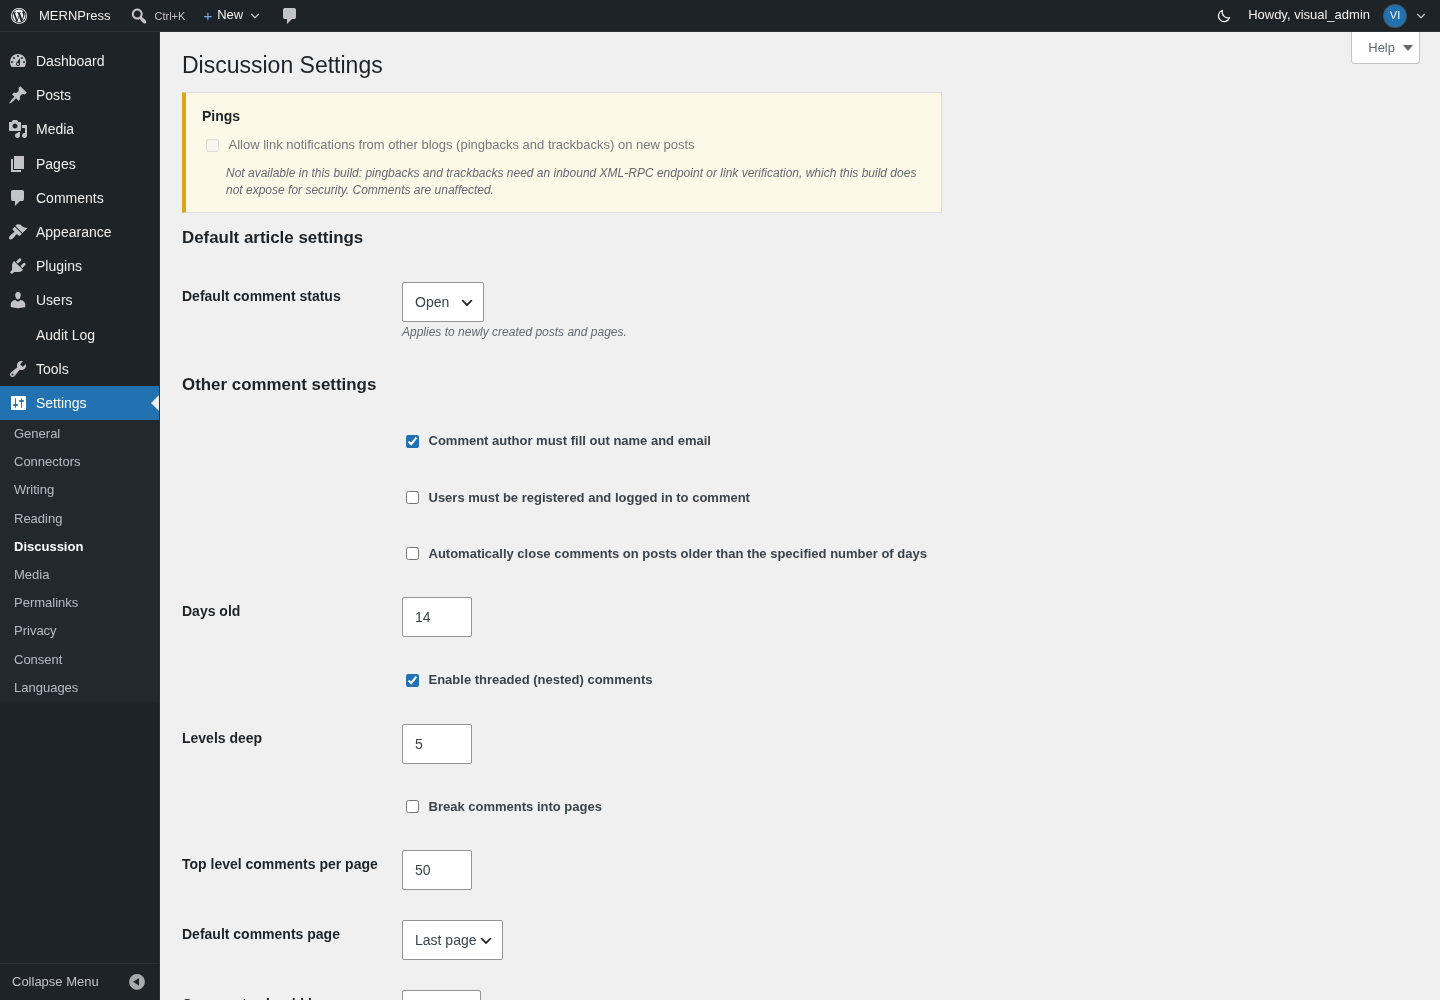 MERNPress
Ctrl+K
+ New
Howdy, visual_admin
VI
Help
Dashboard
Posts
Media
Pages
Comments
Appearance
Plugins
Users
Audit Log
Tools
Settings
General
Connectors
Writing
Reading
Discussion
Media
Permalinks
Privacy
Consent
Languages
Collapse Menu
Discussion Settings
Pings
Allow link notifications from other blogs (pingbacks and trackbacks) on new posts
Not available in this build: pingbacks and trackbacks need an inbound XML-RPC endpoint or link verification, which this build does
not expose for security. Comments are unaffected.
Default article settings
Default comment status
Open
Applies to newly created posts and pages.
Other comment settings
Comment author must fill out name and email
Users must be registered and logged in to comment
Automatically close comments on posts older than the specified number of days
Days old
14
Enable threaded (nested) comments
Levels deep
5
Break comments into pages
Top level comments per page
50
Default comments page
Last page